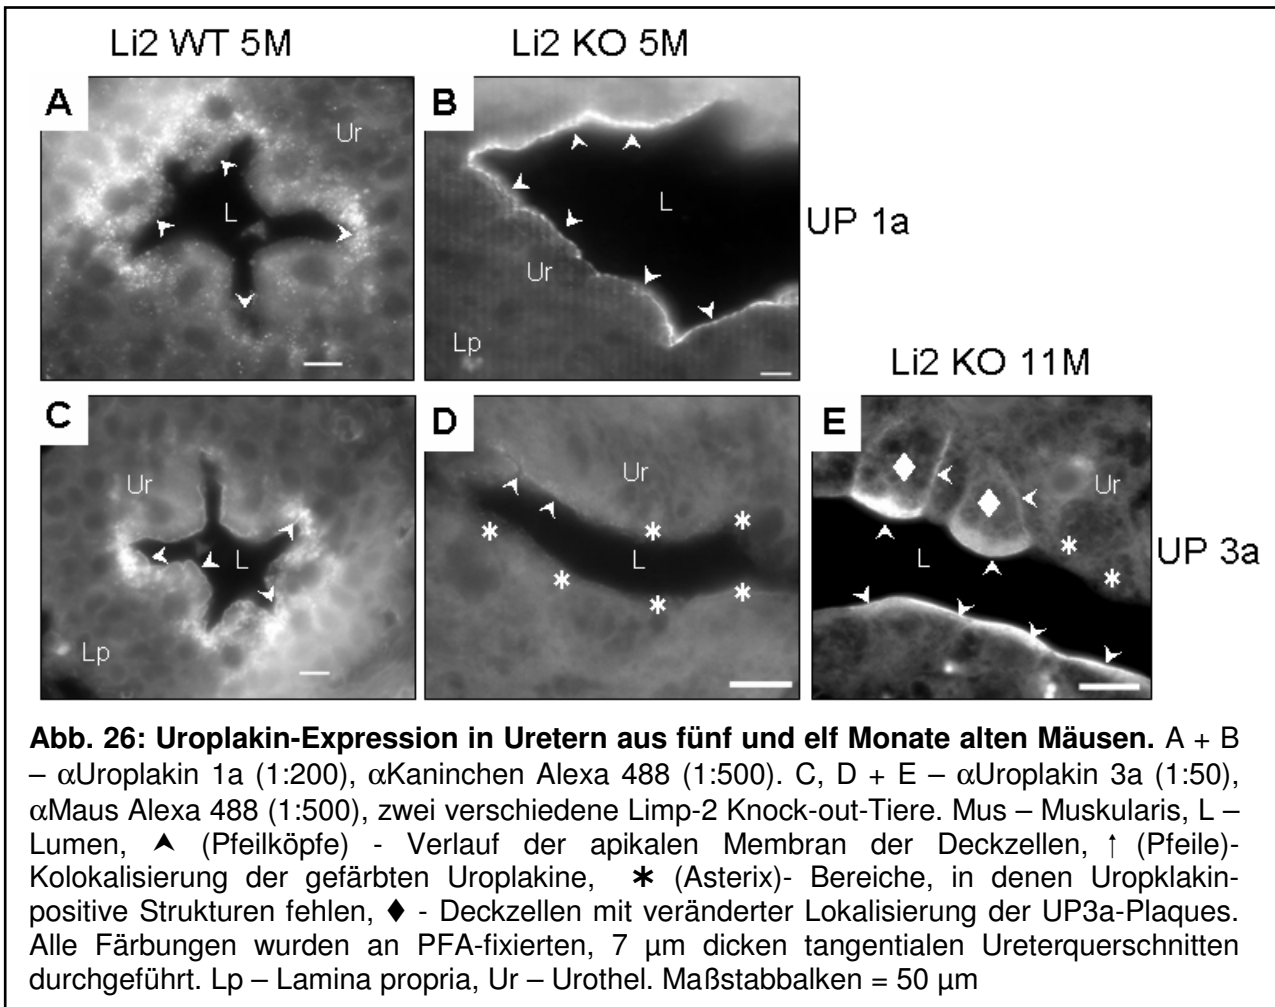 Li2 WT 5M
Li2 KO 5M
A
Ur
L
B
L
Ur
Lp
UP 1a
Li2 KO 11M
C
Ur
L
Lp
D
Ur
L
E
Ur
L
UP 3a
Abb. 26: Uroplakin-Expression in Uretern aus fünf und elf Monate alten Mäusen. A + B
– αUroplakin 1a (1:200), αKaninchen Alexa 488 (1:500). C, D + E – αUroplakin 3a (1:50),
αMaus Alexa 488 (1:500), zwei verschiedene Limp-2 Knock-out-Tiere. Mus – Muskularis, L –
Lumen, ⮝ (Pfeilköpfe) - Verlauf der apikalen Membran der Deckzellen, ↑ (Pfeile)-
Kolokalisierung der gefärbten Uroplakine, ✱ (Asterix)- Bereiche, in denen Uropklakin-
positive Strukturen fehlen, ♦ - Deckzellen mit veränderter Lokalisierung der UP3a-Plaques.
Alle Färbungen wurden an PFA-fixierten, 7 µm dicken tangentialen Ureterquerschnitten
durchgeführt. Lp – Lamina propria, Ur – Urothel. Maßstabbalken = 50 µm